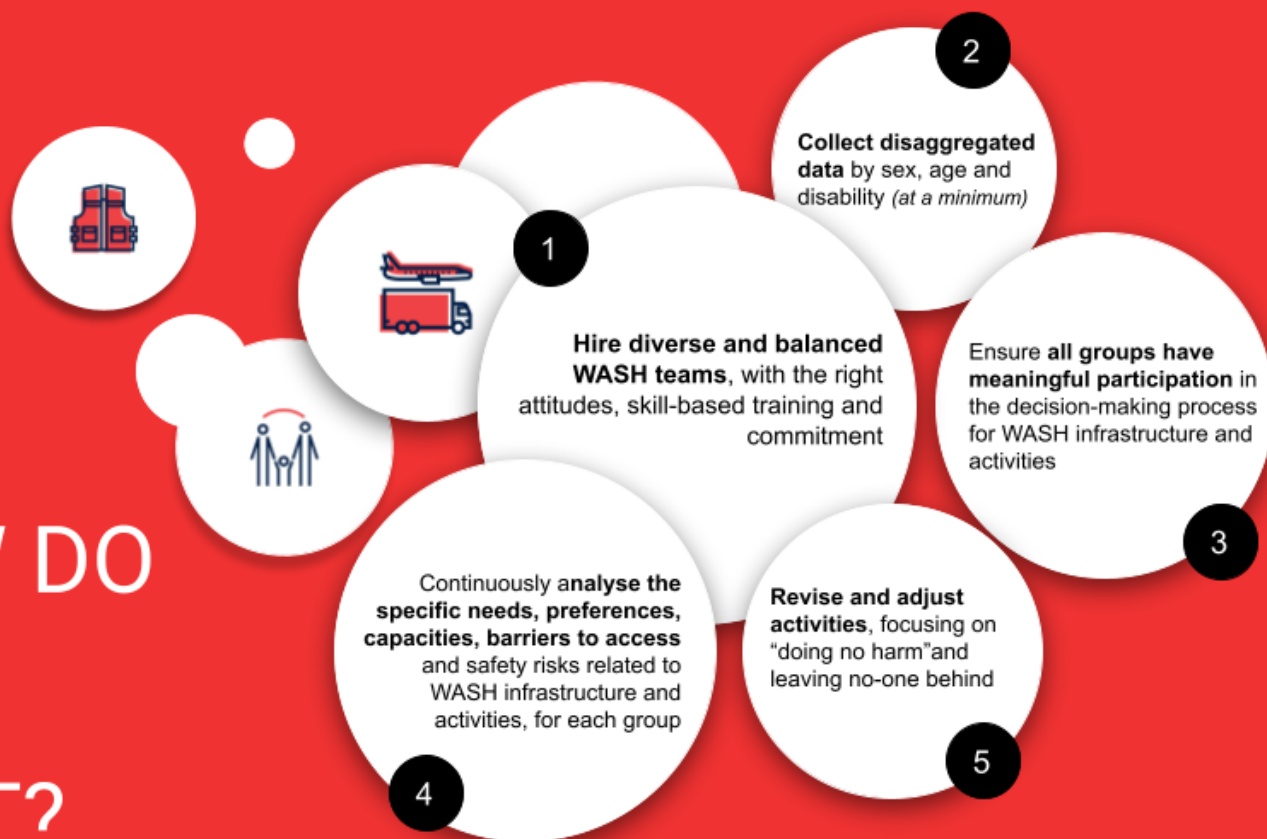 DO
?
1
Hire diverse and balanced
WASH teams, with the right
attitudes, skill-based training and
commitment
2
Collect disaggregated
data by sex, age and
disability (at a minimum)
Ensure all groups have
meaningful participation in
the decision-making process
for WASH infrastructure and
activities
3
Continuously analyse the
specific needs, preferences,
capacities, barriers to access
and safety risks related to
WASH infrastructure and
activities, for each group
4
Revise and adjust
activities, focusing on
“doing no harm”and
leaving no-one behind
5